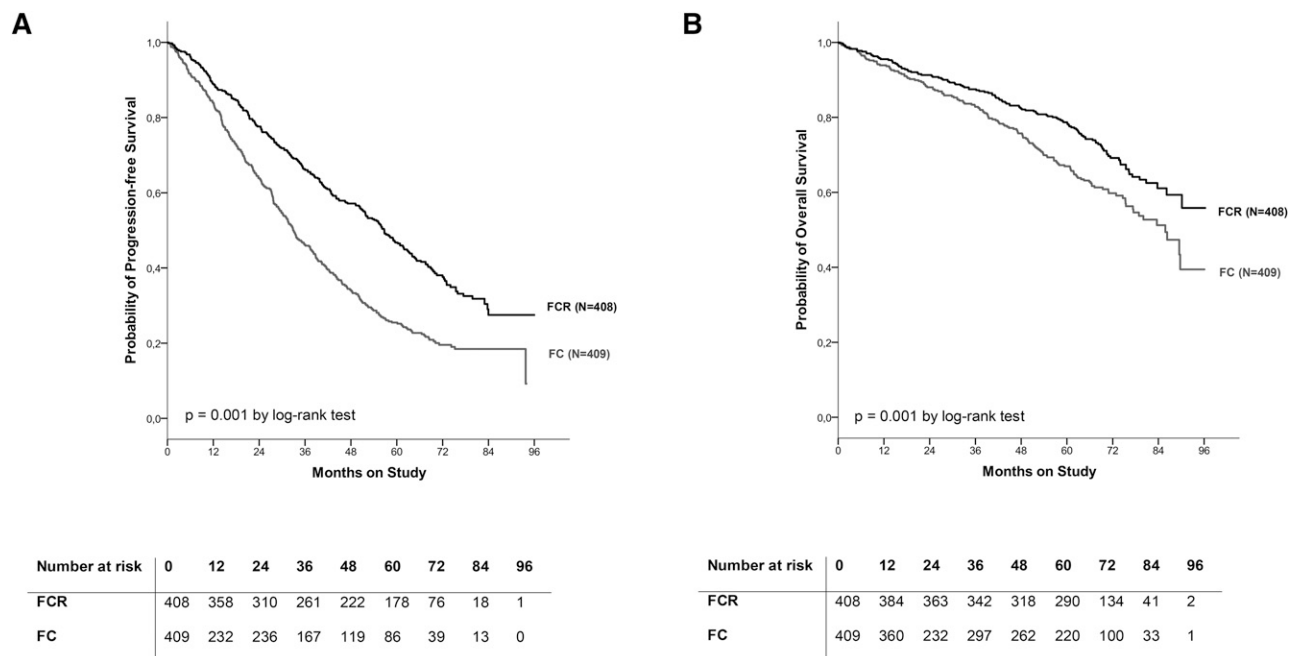 A
Probability of Progression-free Survival
1,0
0,8
0,6
0,4
0,2
0,0
FCR (N=408)
FC (N=409)
p = 0.001 by log-rank test
0 12 24 36 48 60 72 84 96
Months on Study
Number at risk 0 12 24 36 48 60 72 84 96
FCR 408 358 310 261 222 178 76 18 1
FC 409 232 236 167 119 86 39 13 0
B
Probability of Overall Survival
1,0
0,8
0,6
0,4
0,2
0,0
FCR (N=408)
FC (N=409)
p = 0.001 by log-rank test
0 12 24 36 48 60 72 84 96
Months on Study
Number at risk 0 12 24 36 48 60 72 84 96
FCR 408 384 363 342 318 290 134 41 2
FC 409 360 232 297 262 220 100 33 1